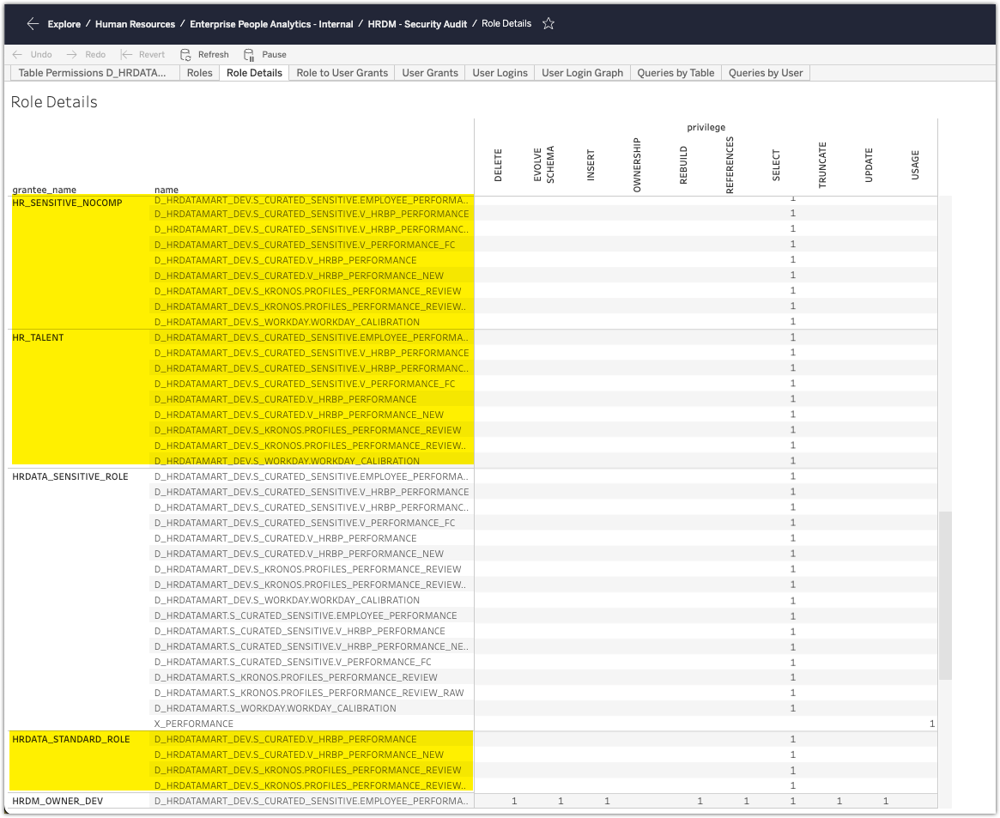 Explore / Human Resources / Enterprise People Analytics - Internal / HRDM - Security Audit / Role Details
Undo Redo Revert Refresh Pause
Table Permissions D_HRDATA... Roles Role Details Role to User Grants User Grants User Logins User Login Graph Queries by Table Queries by User
Role Details
privilege
grantee_name name DELETE EVOLVE SCHEMA INSERT OWNERSHIP REBUILD REFERENCES SELECT TRUNCATE UPDATE USAGE
HR_SENSITIVE_NOCOMP D_HRDATAMART_DEV.S_CURATED_SENSITIVE.EMPLOYEE_PERFORMA.. 1
D_HRDATAMART_DEV.S_CURATED_SENSITIVE.V_HRBP_PERFORMANCE 1
D_HRDATAMART_DEV.S_CURATED_SENSITIVE.V_HRBP_PERFORMANC.. 1
D_HRDATAMART_DEV.S_CURATED_SENSITIVE.V_PERFORMANCE_FC 1
D_HRDATAMART_DEV.S_CURATED.V_HRBP_PERFORMANCE 1
D_HRDATAMART_DEV.S_CURATED.V_HRBP_PERFORMANCE_NEW 1
D_HRDATAMART_DEV.S_KRONOS.PROFILES_PERFORMANCE_REVIEW 1
D_HRDATAMART_DEV.S_KRONOS.PROFILES_PERFORMANCE_REVIEW.. 1
D_HRDATAMART_DEV.S_WORKDAY.WORKDAY_CALIBRATION 1
HR_TALENT D_HRDATAMART_DEV.S_CURATED_SENSITIVE.EMPLOYEE_PERFORMA.. 1
D_HRDATAMART_DEV.S_CURATED_SENSITIVE.V_HRBP_PERFORMANCE 1
D_HRDATAMART_DEV.S_CURATED_SENSITIVE.V_HRBP_PERFORMANC.. 1
D_HRDATAMART_DEV.S_CURATED_SENSITIVE.V_PERFORMANCE_FC 1
D_HRDATAMART_DEV.S_CURATED.V_HRBP_PERFORMANCE 1
D_HRDATAMART_DEV.S_CURATED.V_HRBP_PERFORMANCE_NEW 1
D_HRDATAMART_DEV.S_KRONOS.PROFILES_PERFORMANCE_REVIEW 1
D_HRDATAMART_DEV.S_KRONOS.PROFILES_PERFORMANCE_REVIEW.. 1
D_HRDATAMART_DEV.S_WORKDAY.WORKDAY_CALIBRATION 1
HRDATA_SENSITIVE_ROLE D_HRDATAMART_DEV.S_CURATED_SENSITIVE.EMPLOYEE_PERFORMA.. 1
D_HRDATAMART_DEV.S_CURATED_SENSITIVE.V_HRBP_PERFORMANCE 1
D_HRDATAMART_DEV.S_CURATED_SENSITIVE.V_HRBP_PERFORMANC.. 1
D_HRDATAMART_DEV.S_CURATED_SENSITIVE.V_PERFORMANCE_FC 1
D_HRDATAMART_DEV.S_CURATED.V_HRBP_PERFORMANCE 1
D_HRDATAMART_DEV.S_CURATED.V_HRBP_PERFORMANCE_NEW 1
D_HRDATAMART_DEV.S_KRONOS.PROFILES_PERFORMANCE_REVIEW 1
D_HRDATAMART_DEV.S_KRONOS.PROFILES_PERFORMANCE_REVIEW.. 1
D_HRDATAMART_DEV.S_WORKDAY.WORKDAY_CALIBRATION 1
D_HRDATAMART.S_CURATED_SENSITIVE.EMPLOYEE_PERFORMANCE 1
D_HRDATAMART.S_CURATED_SENSITIVE.V_HRBP_PERFORMANCE 1
D_HRDATAMART.S_CURATED_SENSITIVE.V_HRBP_PERFORMANCE_NE.. 1
D_HRDATAMART.S_CURATED_SENSITIVE.V_PERFORMANCE_FC 1
D_HRDATAMART.S_KRONOS.PROFILES_PERFORMANCE_REVIEW 1
D_HRDATAMART.S_KRONOS.PROFILES_PERFORMANCE_REVIEW_RAW 1
D_HRDATAMART.S_WORKDAY.WORKDAY_CALIBRATION 1
X_PERFORMANCE 1
HRDATA_STANDARD_ROLE D_HRDATAMART_DEV.S_CURATED.V_HRBP_PERFORMANCE 1
D_HRDATAMART_DEV.S_CURATED.V_HRBP_PERFORMANCE_NEW 1
D_HRDATAMART_DEV.S_KRONOS.PROFILES_PERFORMANCE_REVIEW 1
D_HRDATAMART_DEV.S_KRONOS.PROFILES_PERFORMANCE_REVIEW.. 1
HRDM_OWNER_DEV D_HRDATAMART_DEV.S_CURATED_SENSITIVE.EMPLOYEE_PERFORMA.. 1 1 1 1 1 1 1 1